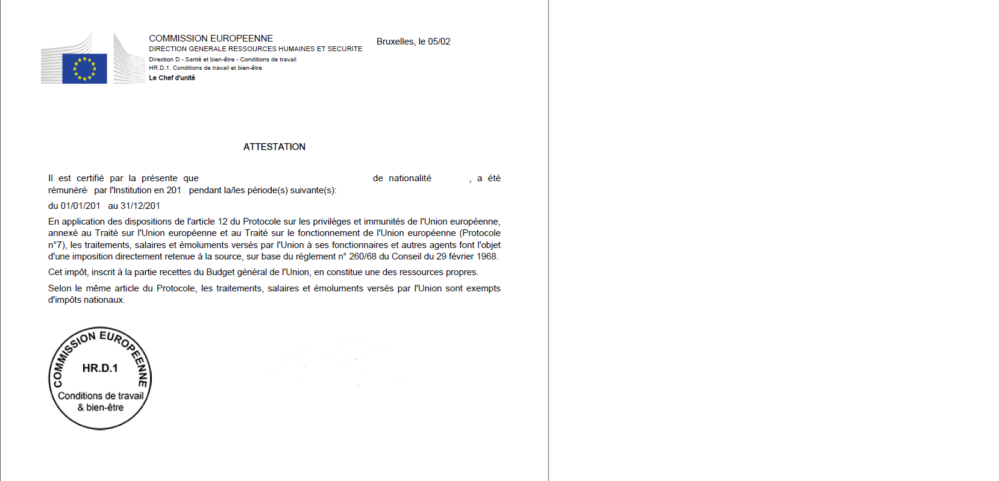 COMMISSION EUROPEENNE
DIRECTION GENERALE RESSOURCES HUMAINES ET SECURITE
Direction D - Santé et bien-être - Conditions de travail
HR.D.1. Conditions de travail et bien-être
Le Chef d'unité
Bruxelles, le 05/02
ATTESTATION
Il est certifié par la présente que de nationalité , a été
rémunéré par l'Institution en 201 pendant la/les période(s) suivante(s):
du 01/01/201 au 31/12/201
En application des dispositions de l'article 12 du Protocole sur les privilèges et immunités de l'Union européenne,
annexé au Traité sur l'Union européenne et au Traité sur le fonctionnement de l'Union européenne (Protocole
n°7), les traitements, salaires et émoluments versés par l'Union à ses fonctionnaires et autres agents font l'objet
d'une imposition directement retenue à la source, sur base du règlement n° 260/68 du Conseil du 29 février 1968.
Cet impôt, inscrit à la partie recettes du Budget général de l'Union, en constitue une des ressources propres.
Selon le même article du Protocole, les traitements, salaires et émoluments versés par l'Union sont exempts
d'impôts nationaux.
COMMISSION EUROPEENNE
HR.D.1
Conditions de travail
& bien-être